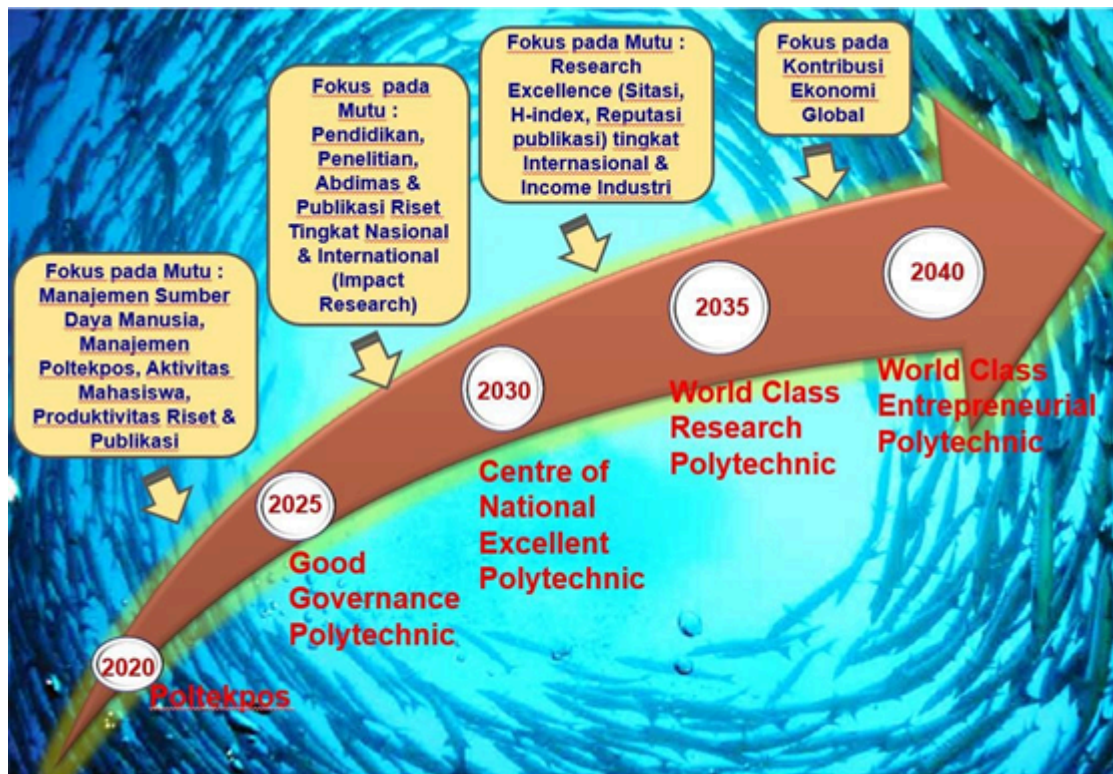 Fokus pada Mutu :
Manajemen Sumber
Daya Manusia,
Manajemen
Poltekpos, Aktivitas
Mahasiswa,
Produktivitas Riset &
Publikasi
Fokus pada
Mutu :
Pendidikan,
Penelitian,
Abdimas &
Publikasi Riset
Tingkat Nasional
& International
(Impact
Research)
Fokus pada Mutu :
Research
Excellence (Sitasi,
H-index, Reputasi
publikasi) tingkat
Internasional &
Income Industri
Fokus pada
Kontribusi
Ekonomi
Global
2020
Poltekpos
2025
Good
Governance
Polytechnic
2030
Centre of
National
Excellent
Polytechnic
2035
World Class
Research
Polytechnic
2040
World Class
Entrepreneurial
Polytechnic